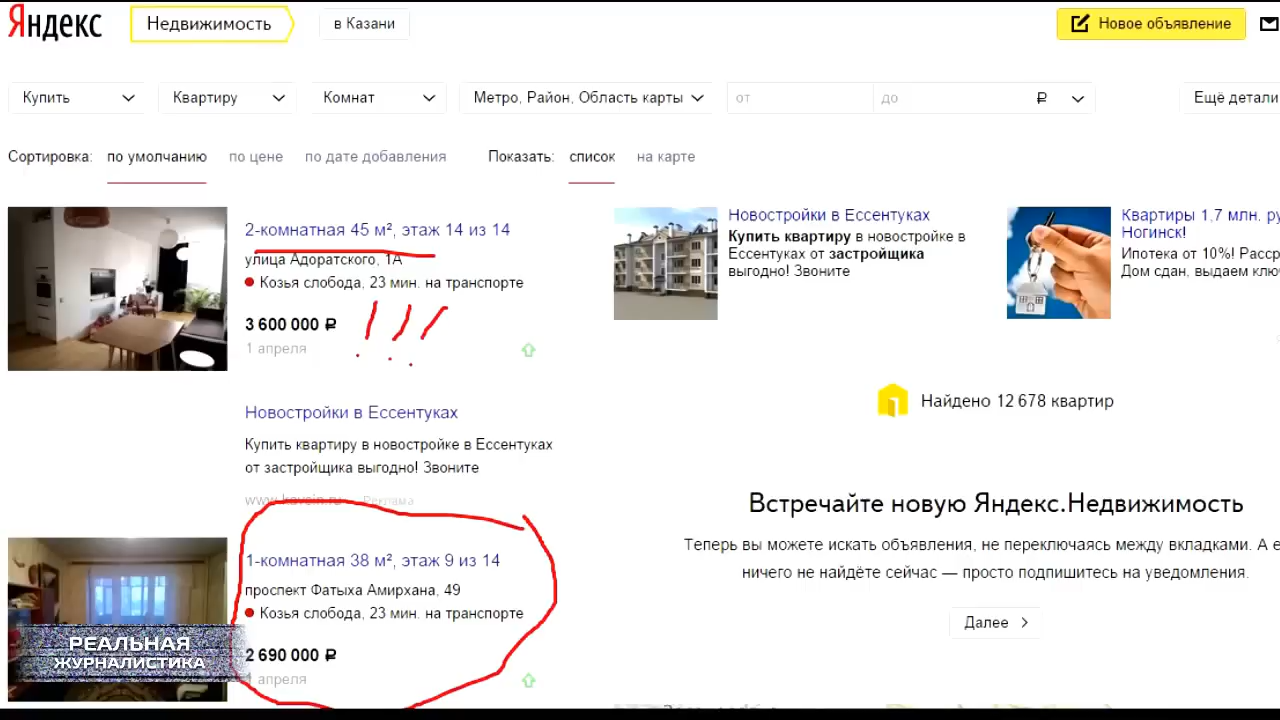 Яндекс
Недвижимость
в Казани
Новое объявление
Купить
Квартиру
Комнат
Метро, Район, Область карты
от
до
₽
Ещё детали
Сортировка:
по умолчанию
по цене
по дате добавления
Показать:
список
на карте
2-комнатная 45 м², этаж 14 из 14
улица Адоратского, 1А
Козья слобода, 23 мин. на транспорте
3 600 000 ₽
!!!
1 апреля
Новостройки в Ессентуках
Купить квартиру в новостройке в
Ессентуках от застройщика
выгодно! Звоните
Квартиры 1,7 млн. ру
Ногинск!
Ипотека от 10%! Расср
Дом сдан, выдаем ключ
Новостройки в Ессентуках
Купить квартиру в новостройке в Ессентуках
от застройщика выгодно! Звоните
Реклама
Найдено 12 678 квартир
Встречайте новую Яндекс.Недвижимость
Теперь вы можете искать объявления, не переключаясь между вкладками. А е
ничего не найдёте сейчас — просто подпишитесь на уведомления.
Далее
1-комнатная 38 м², этаж 9 из 14
проспект Фатыха Амирхана, 49
Козья слобода, 23 мин. на транспорте
2 690 000 ₽
1 апреля
РЕАЛЬНАЯ
ЖУРНАЛИСТИКА